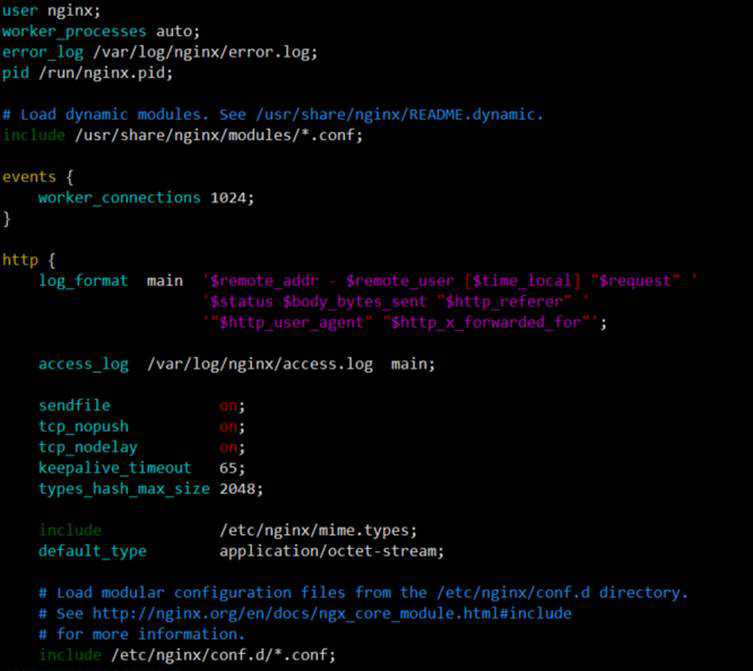 user nginx;
worker_processes auto;
error_log /var/log/nginx/error.log;
pid /run/nginx.pid;
# Load dynamic modules. See /usr/share/nginx/README.dynamic.
include /usr/share/nginx/modules/*.conf;
events {
    worker_connections 1024;
}
http {
    log_format  main  '$remote_addr - $remote_user [$time_local] "$request" '
                      '$status $body_bytes_sent "$http_referer" '
                      '"$http_user_agent" "$http_x_forwarded_for"';
    access_log  /var/log/nginx/access.log  main;
    sendfile            on;
    tcp_nopush          on;
    tcp_nodelay         on;
    keepalive_timeout   65;
    types_hash_max_size 2048;
    include             /etc/nginx/mime.types;
    default_type        application/octet-stream;
    # Load modular configuration files from the /etc/nginx/conf.d directory.
    # See http://nginx.org/en/docs/ngx_core_module.html#include
    # for more information.
    include /etc/nginx/conf.d/*.conf;